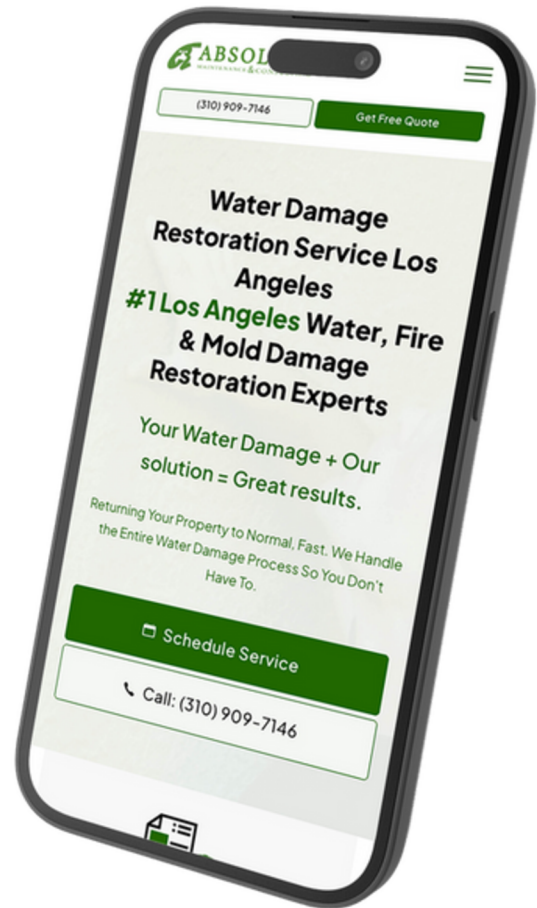 ABSOL
MAINTENANCE & CON
(310) 909-7146
Get Free Quote
Water Damage
Restoration Service Los
Angeles
#1 Los Angeles Water, Fire
& Mold Damage
Restoration Experts
Your Water Damage + Our
solution = Great results.
Returning Your Property to Normal, Fast. We Handle
the Entire Water Damage Process So You Don't
Have To.
Schedule Service
Call: (310) 909-7146